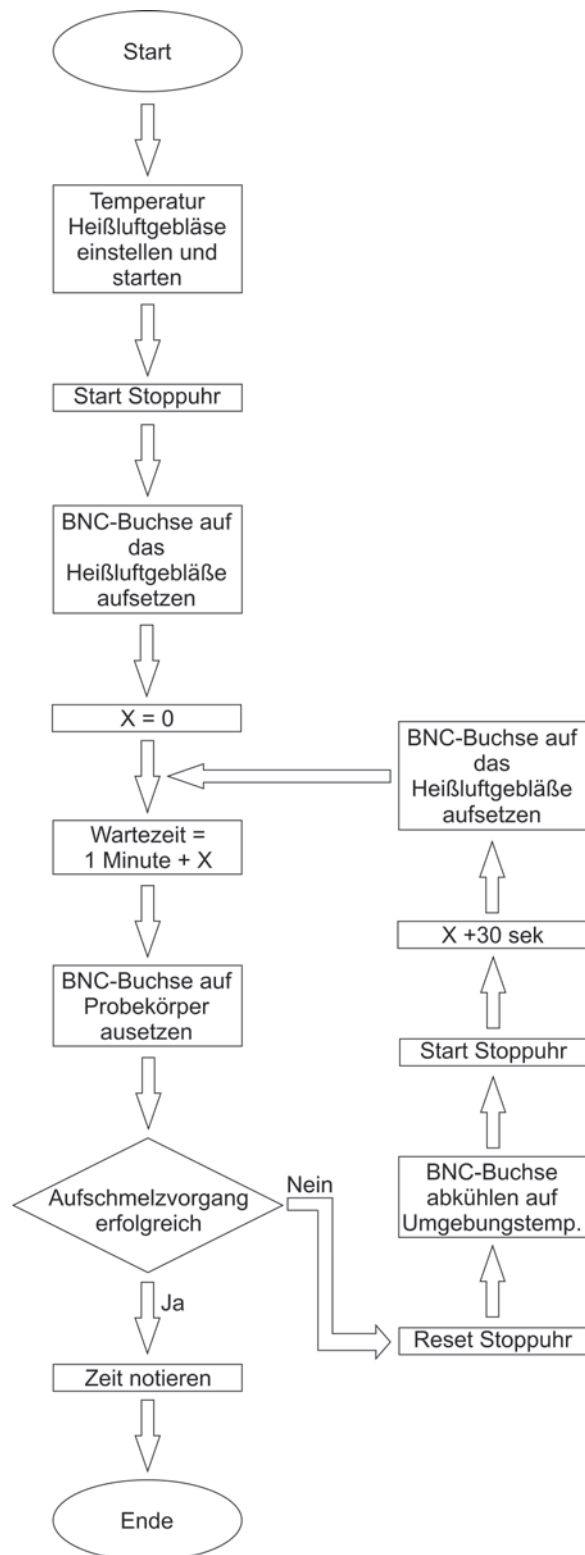 Start
Temperatur
Heißluftgebläse
einstellen und
starten
Start Stoppuhr
BNC-Buchse auf
das
Heißluftgebläße
aufsetzen
X = 0
Wartezeit =
1 Minute + X
BNC-Buchse auf
Probekörper
ausetzen
Aufschmelzvorgang
erfolgreich
Ja
Zeit notieren
Ende
Nein
Reset Stoppuhr
BNC-Buchse
abkühlen auf
Umgebungstemp.
Start Stoppuhr
X +30 sek
BNC-Buchse auf
das
Heißluftgebläße
aufsetzen